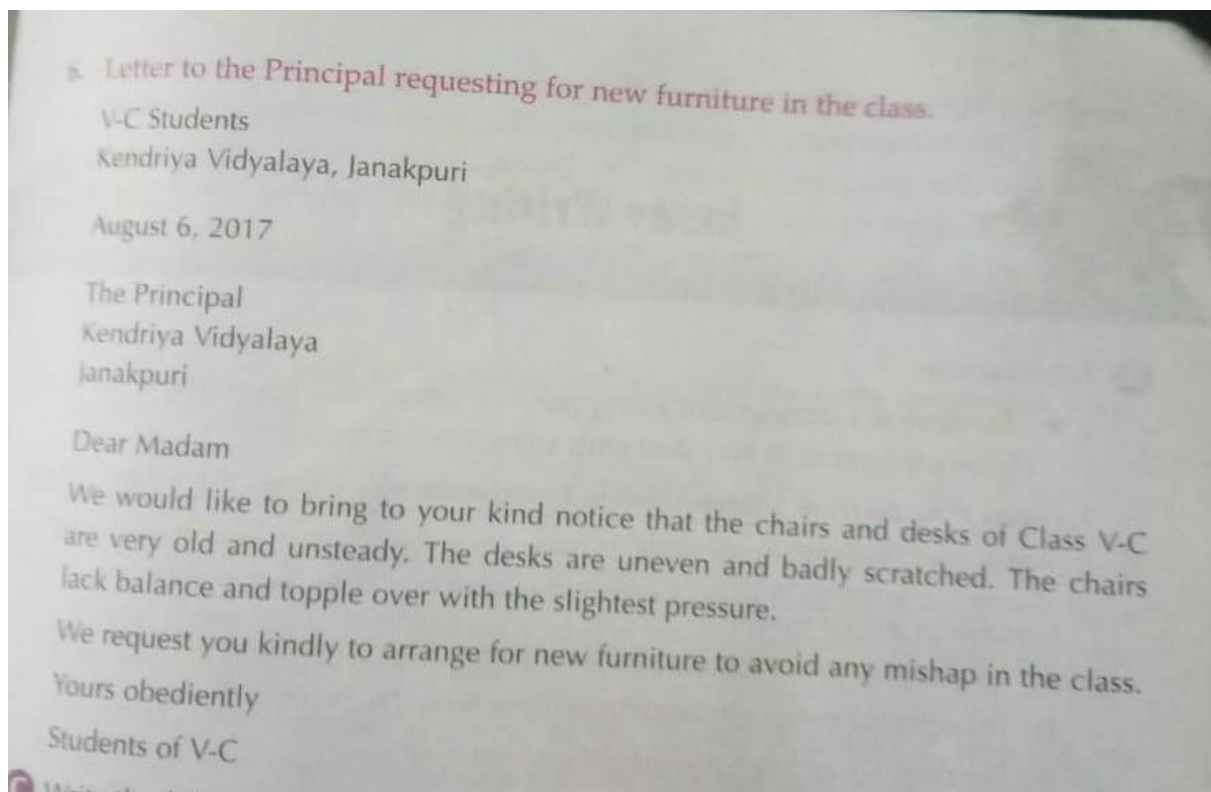 Letter to the Principal requesting for new furniture in the class.
V-C Students
Kendriya Vidyalaya, Janakpuri
August 6, 2017
The Principal
Kendriya Vidyalaya
Janakpuri
Dear Madam
We would like to bring to your kind notice that the chairs and desks of Class V-C
are very old and unsteady. The desks are uneven and badly scratched. The chairs
lack balance and topple over with the slightest pressure.
We request you kindly to arrange for new furniture to avoid any mishap in the class.
Yours obediently
Students of V-C